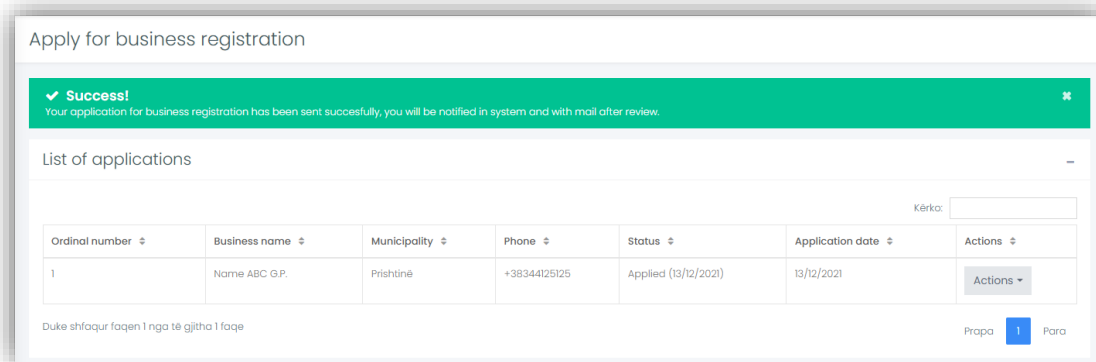 Apply for business registration
Success!
Your application for business registration has been sent succesfully, you will be notified in system and with mail after review.
List of applications
Kërko:
Ordinal number Business name Municipality Phone Status Application date Actions
1 Name ABC G.P. Prishtinë +38344125125 Applied (13/12/2021) 13/12/2021 Actions
Duke shfaqur faqen 1 nga të gjitha 1 faqe
Prapa 1 Para